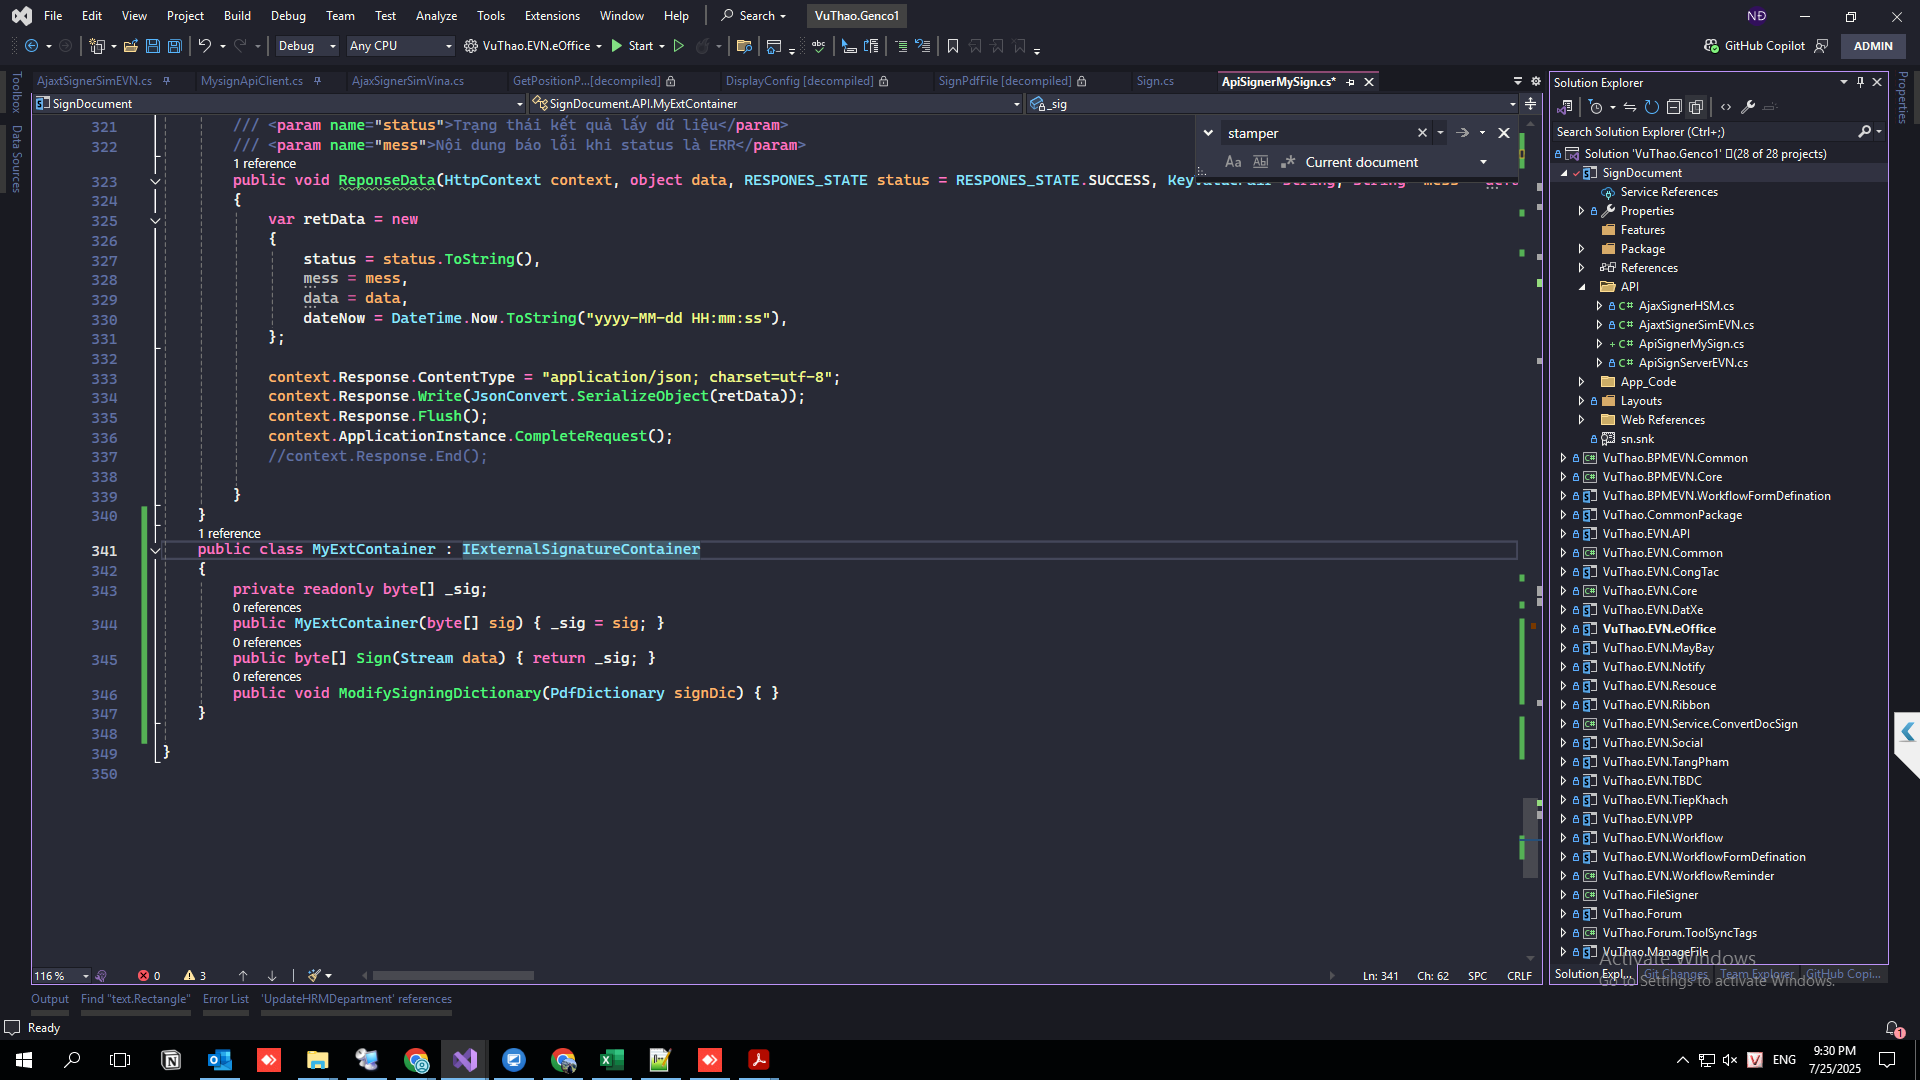 File Edit View Project Build Debug Team Test Analyze Tools Extensions Window Help Search VuThao.Genco1 NĐ
Debug Any CPU VuThao.EVN.eOffice Start GitHub Copilot ADMIN
Toolbox
Data Sources
Properties
AjaxtSignerSimEVN.cs MysignApiClient.cs AjaxSignerSimVina.cs GetPositionP...[decompiled] DisplayConfig [decompiled] SignPdfFile [decompiled] Sign.cs ApiSignerMySign.cs*
SignDocument SignDocument.API.MyExtContainer _sig
stamper
Aa Ab Current document
321 /// <param name="status">Trạng thái kết quả lấy dữ liệu</param>
322 /// <param name="mess">Nội dung báo lỗi khi status là ERR</param>
1 reference
323 public void ReponseData(HttpContext context, object data, RESPONES_STATE status = RESPONES_STATE.SUCCESS,
324 {
325 var retData = new
326 {
327 status = status.ToString(),
328 mess = mess,
329 data = data,
330 dateNow = DateTime.Now.ToString("yyyy-MM-dd HH:mm:ss"),
331 };
332
333 context.Response.ContentType = "application/json; charset=utf-8";
334 context.Response.Write(JsonConvert.SerializeObject(retData));
335 context.Response.Flush();
336 context.ApplicationInstance.CompleteRequest();
337 //context.Response.End();
338
339 }
340 }
1 reference
341 public class MyExtContainer : IExternalSignatureContainer
342 {
343 private readonly byte[] _sig;
0 references
344 public MyExtContainer(byte[] sig) { _sig = sig; }
0 references
345 public byte[] Sign(Stream data) { return _sig; }
0 references
346 public void ModifySigningDictionary(PdfDictionary signDic) { }
347 }
348
349 }
350
116 % 0 3 Ln: 341 Ch: 62 SPC CRLF
Output Find "text.Rectangle" Error List 'UpdateHRMDepartment' references
Ready
Solution Explorer
Search Solution Explorer (Ctrl+;)
Solution 'VuThao.Genco1' (28 of 28 projects)
SignDocument
Service References
Properties
Features
Package
References
API
C# AjaxSignerHSM.cs
C# AjaxtSignerSimEVN.cs
C# ApiSignerMySign.cs
C# ApiSignServerEVN.cs
App_Code
Layouts
Web References
sn.snk
VuThao.BPMEVN.Common
VuThao.BPMEVN.Core
VuThao.BPMEVN.WorkflowFormDefination
VuThao.CommonPackage
VuThao.EVN.API
VuThao.EVN.Common
VuThao.EVN.CongTac
VuThao.EVN.Core
VuThao.EVN.DatXe
VuThao.EVN.eOffice
VuThao.EVN.MayBay
VuThao.EVN.Notify
VuThao.EVN.Resouce
VuThao.EVN.Ribbon
VuThao.EVN.Service.ConvertDocSign
VuThao.EVN.Social
VuThao.EVN.TangPham
VuThao.EVN.TBDC
VuThao.EVN.TiepKhach
VuThao.EVN.VPP
VuThao.EVN.Workflow
VuThao.EVN.WorkflowFormDefination
VuThao.EVN.WorkflowReminder
VuThao.FileSigner
VuThao.Forum
VuThao.Forum.ToolSyncTags
VuThao.ManageFile
Solution Expl... Git Changes Team Explorer GitHub Copi...
Activate Windows
Go to Settings to activate Windows.
ENG 9:30 PM
7/25/2025